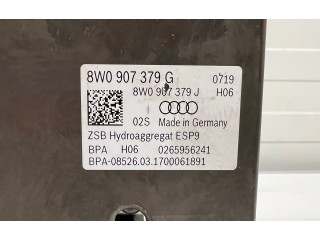 8W0 907 379 G 0719
8W0 907 379 J H06
02S Made in Germany
ZSB Hydroaggregat ESP9
BPA H06 0265956241
BPA-08526.03.1700061891